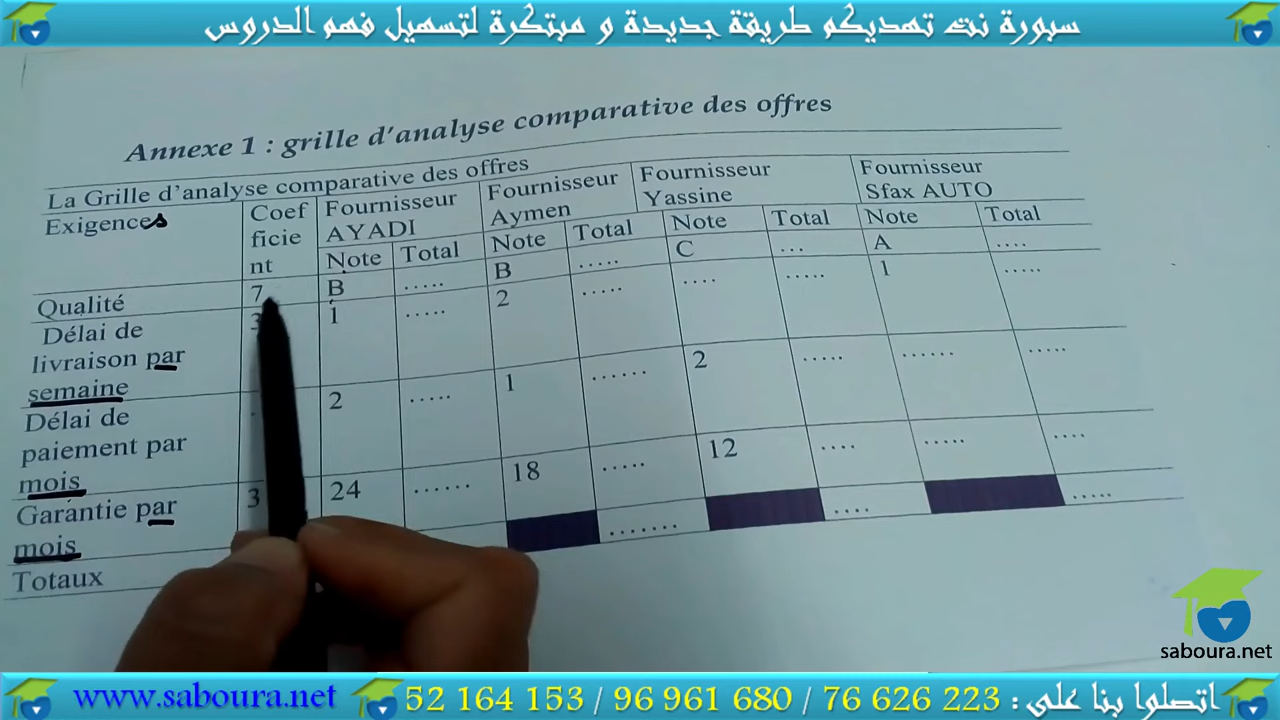 سبورة نت تهديكم طريقة جديدة و مبتكرة لتسهيل فهم الدروس
Annexe 1 : grille d'analyse comparative des offres
La Grille d'analyse comparative des offres
Exigences
Coef
ficie
nt
Fournisseur
AYADI
Fournisseur
Aymen
Fournisseur
Yassine
Fournisseur
Sfax AUTO
Note Total Note Total Note Total Note Total
Qualité 7 B ..... B ..... C ... A ....
Délai de
livraison par
semaine
3 1 ..... 2 ..... .... ..... 1 .....
Délai de
paiement par
mois
2 ..... 1 ...... 2 ..... ...... .....
Garantie par
mois
3 24 ...... 18 ..... 12 .... ..... ....
Totaux ....... .... .....
saboura.net
www.saboura.net 52 164 153 / 96 961 680 / 76 626 223 : اتصلوا بنا على